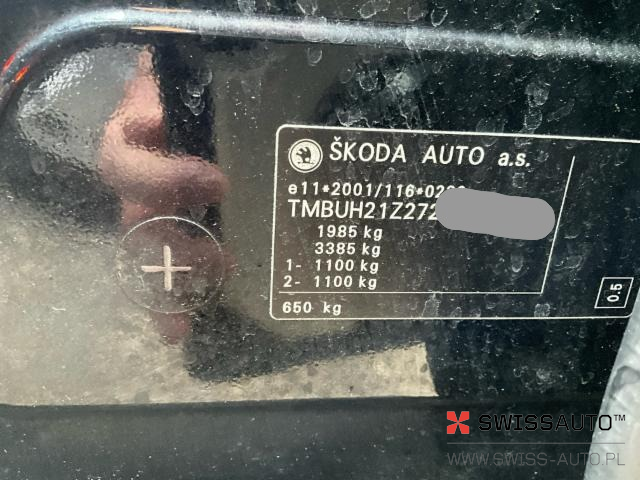 ŠKODA AUTO a.s.
e11*2001/116*02
TMBUH21Z272
1985 kg
3385 kg
1- 1100 kg
2- 1100 kg
650 kg
0.5
SWISSAUTO™
WWW.SWISS-AUTO.PL